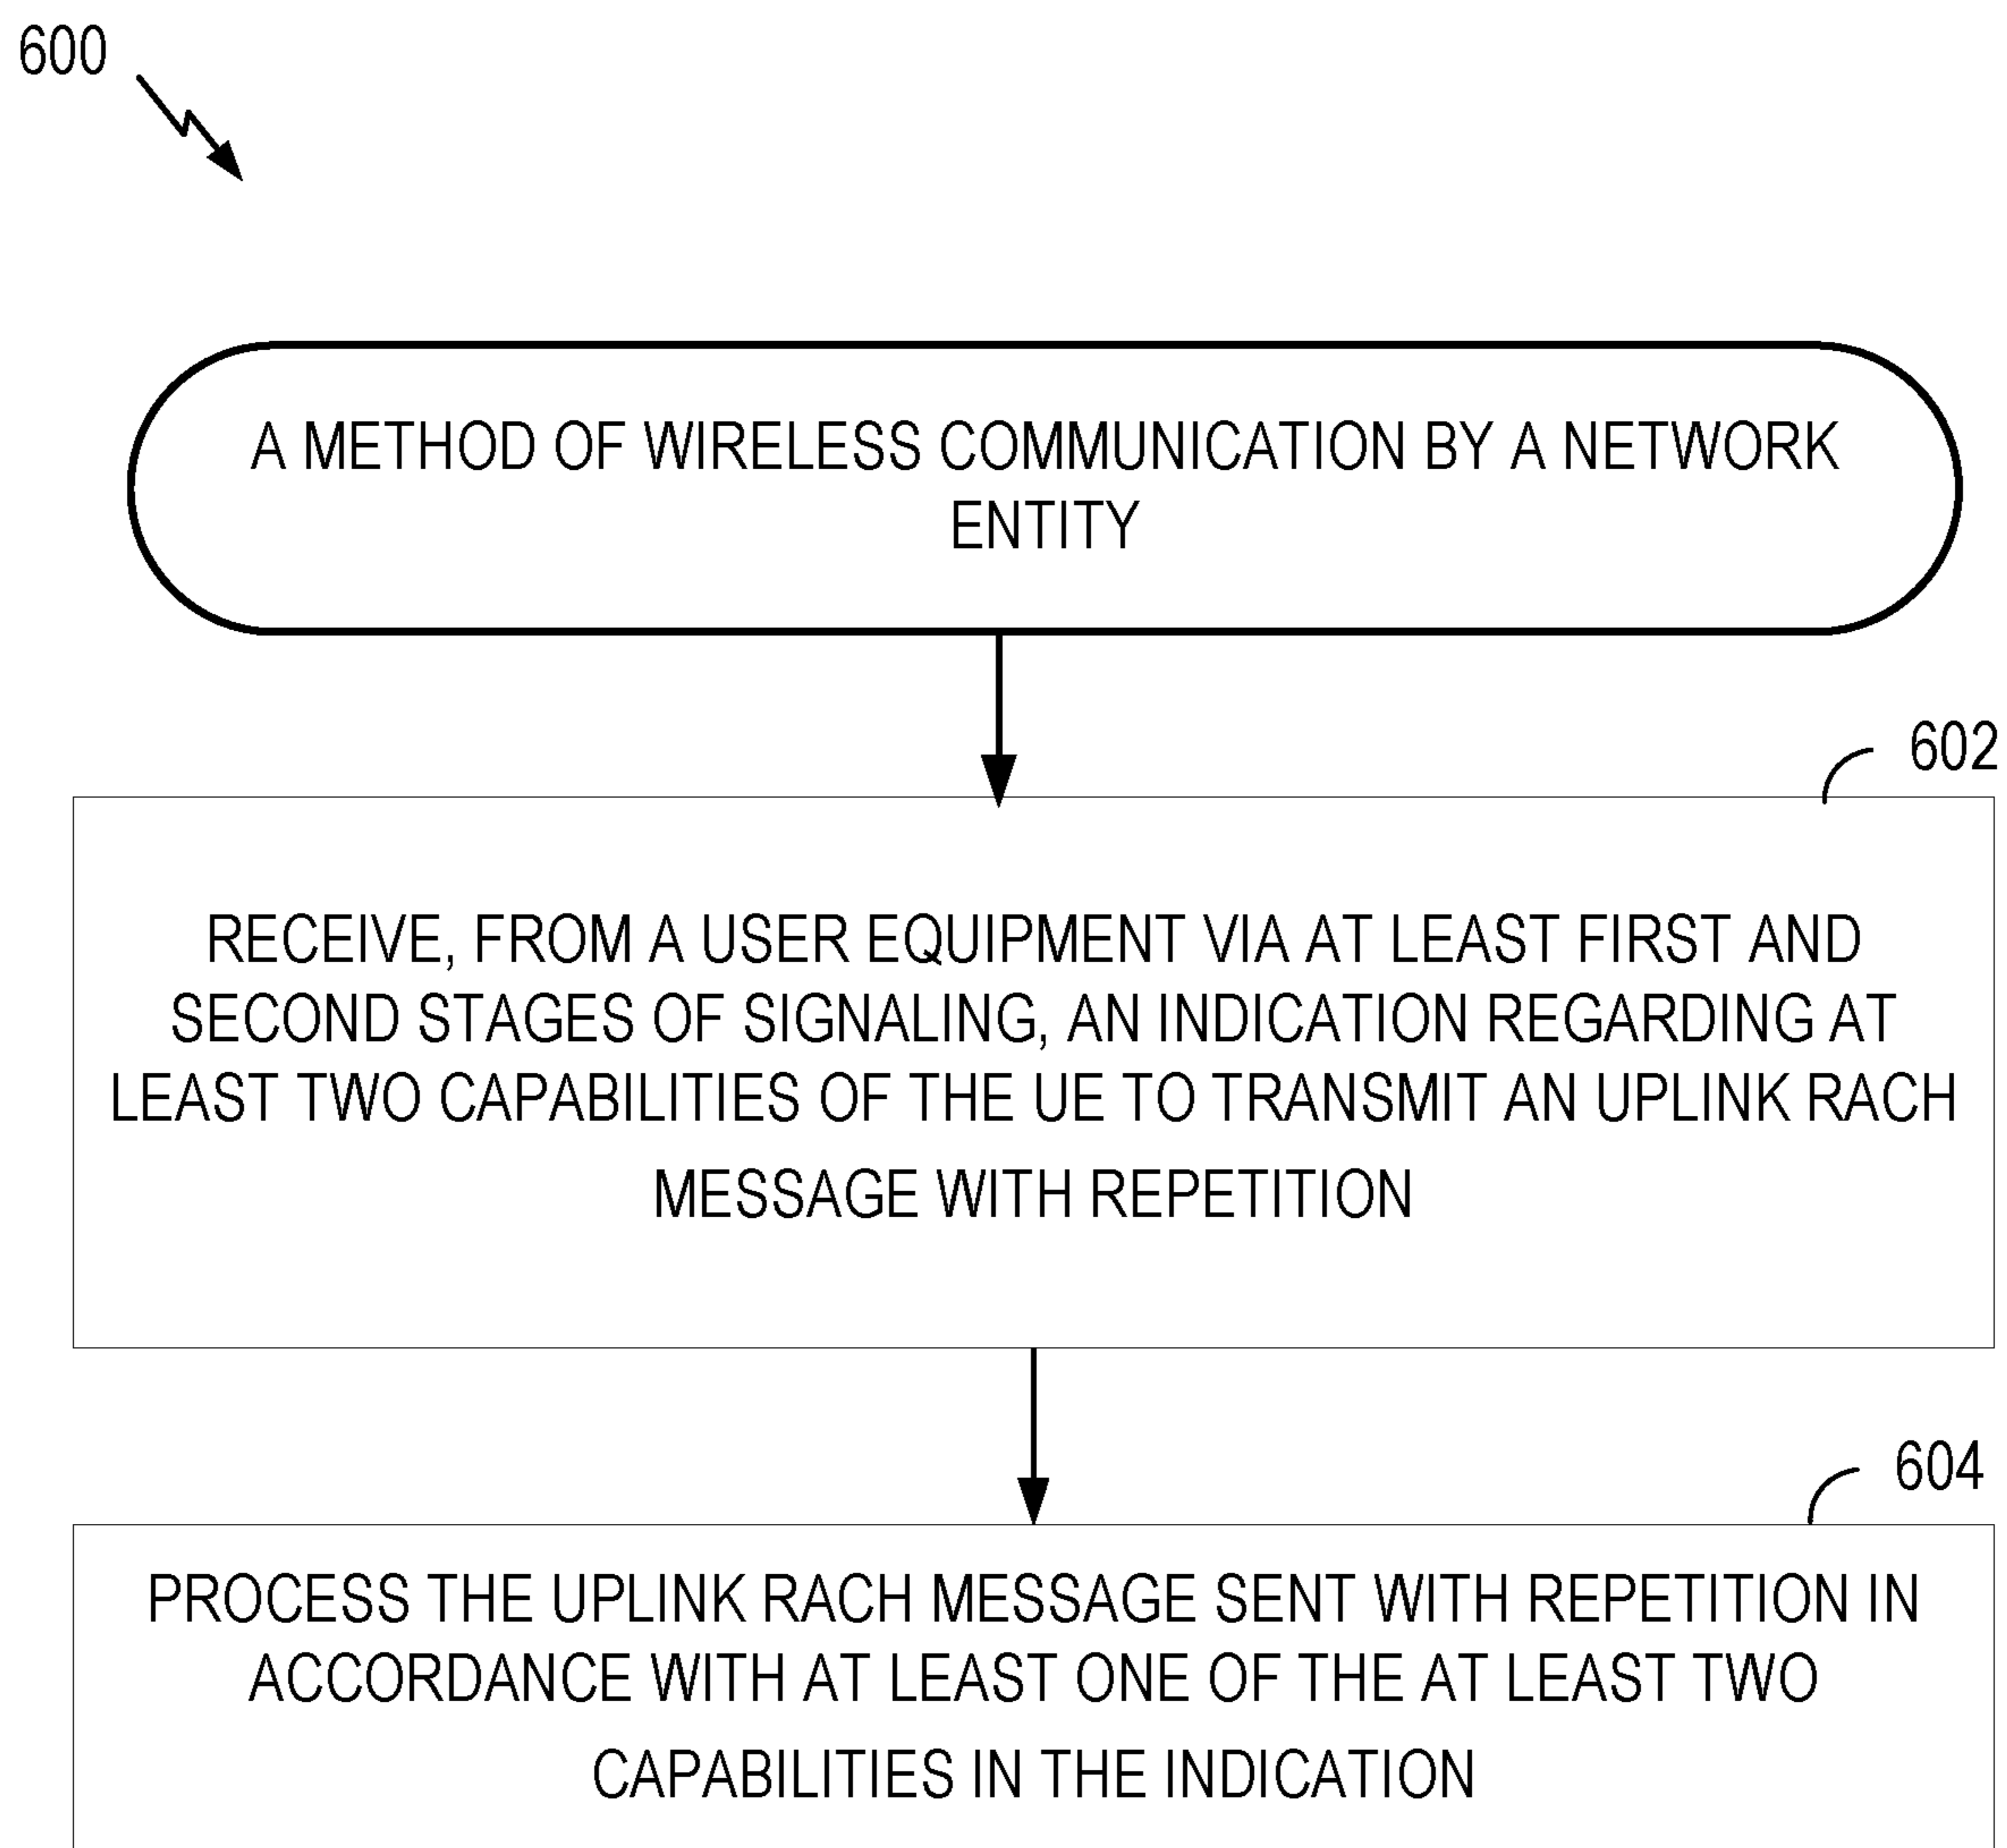 600
A METHOD OF WIRELESS COMMUNICATION BY A NETWORK
ENTITY
602
RECEIVE, FROM A USER EQUIPMENT VIA AT LEAST FIRST AND
SECOND STAGES OF SIGNALING, AN INDICATION REGARDING AT
LEAST TWO CAPABILITIES OF THE UE TO TRANSMIT AN UPLINK RACH
MESSAGE WITH REPETITION
604
PROCESS THE UPLINK RACH MESSAGE SENT WITH REPETITION IN
ACCORDANCE WITH AT LEAST ONE OF THE AT LEAST TWO
CAPABILITIES IN THE INDICATION